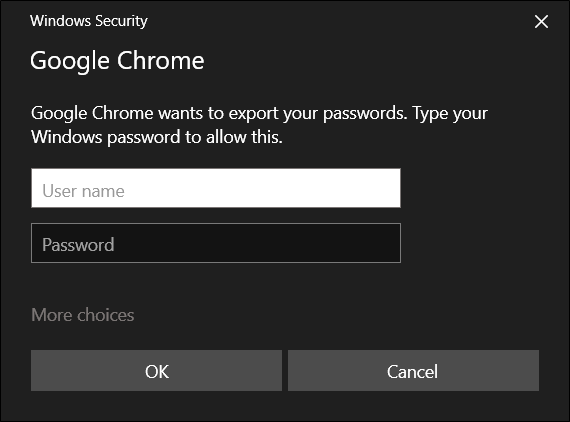 Windows Security
Google Chrome
Google Chrome wants to export your passwords. Type your
Windows password to allow this.
User name
Password
More choices
OK
Cancel